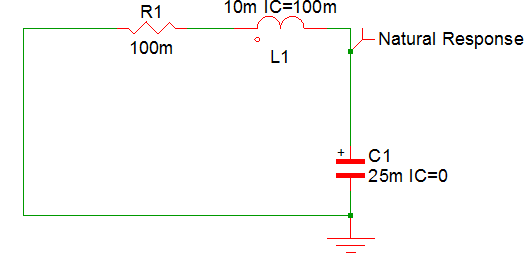 R1
100m
10m IC=100m
L1
Natural Response
+
C1
25m IC=0